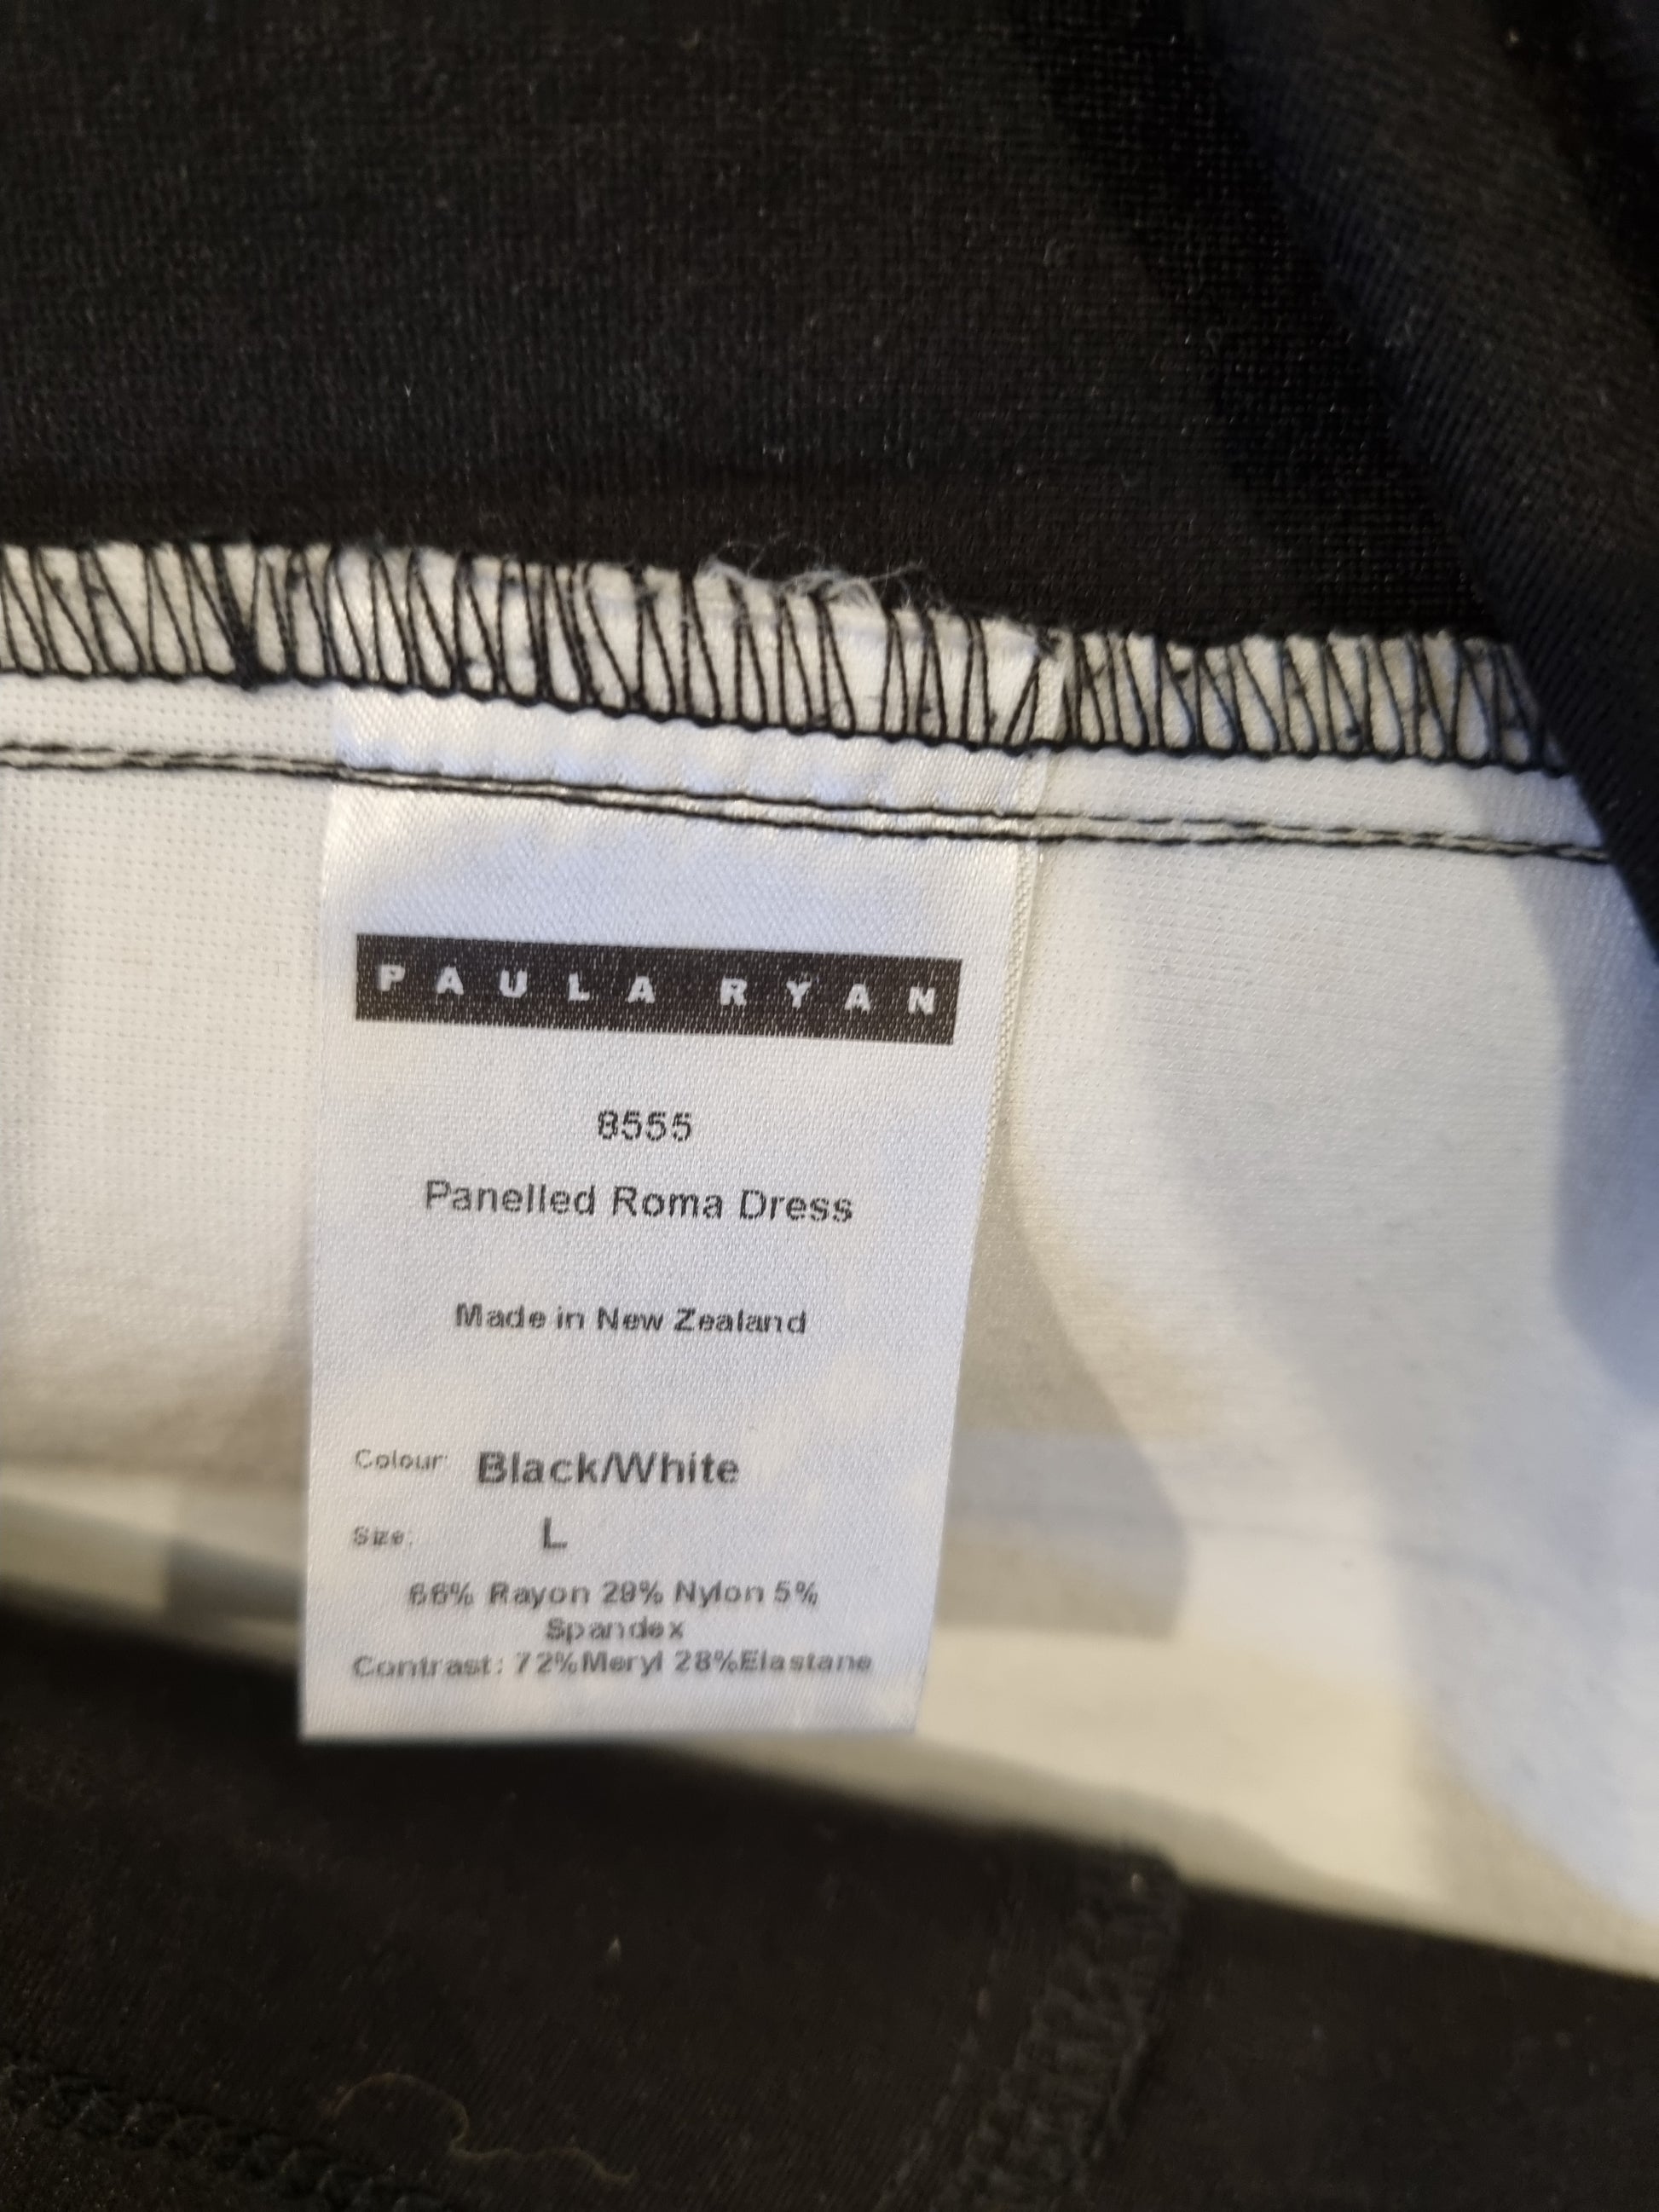 PAULA RYAN
8555
Panelled Roma Dress
Made in New Zealand
Colour: Black/White
Size: L
66% Rayon 29% Nylon 5%
Spandex
Contrast: 72%Meryl 28%Elastane